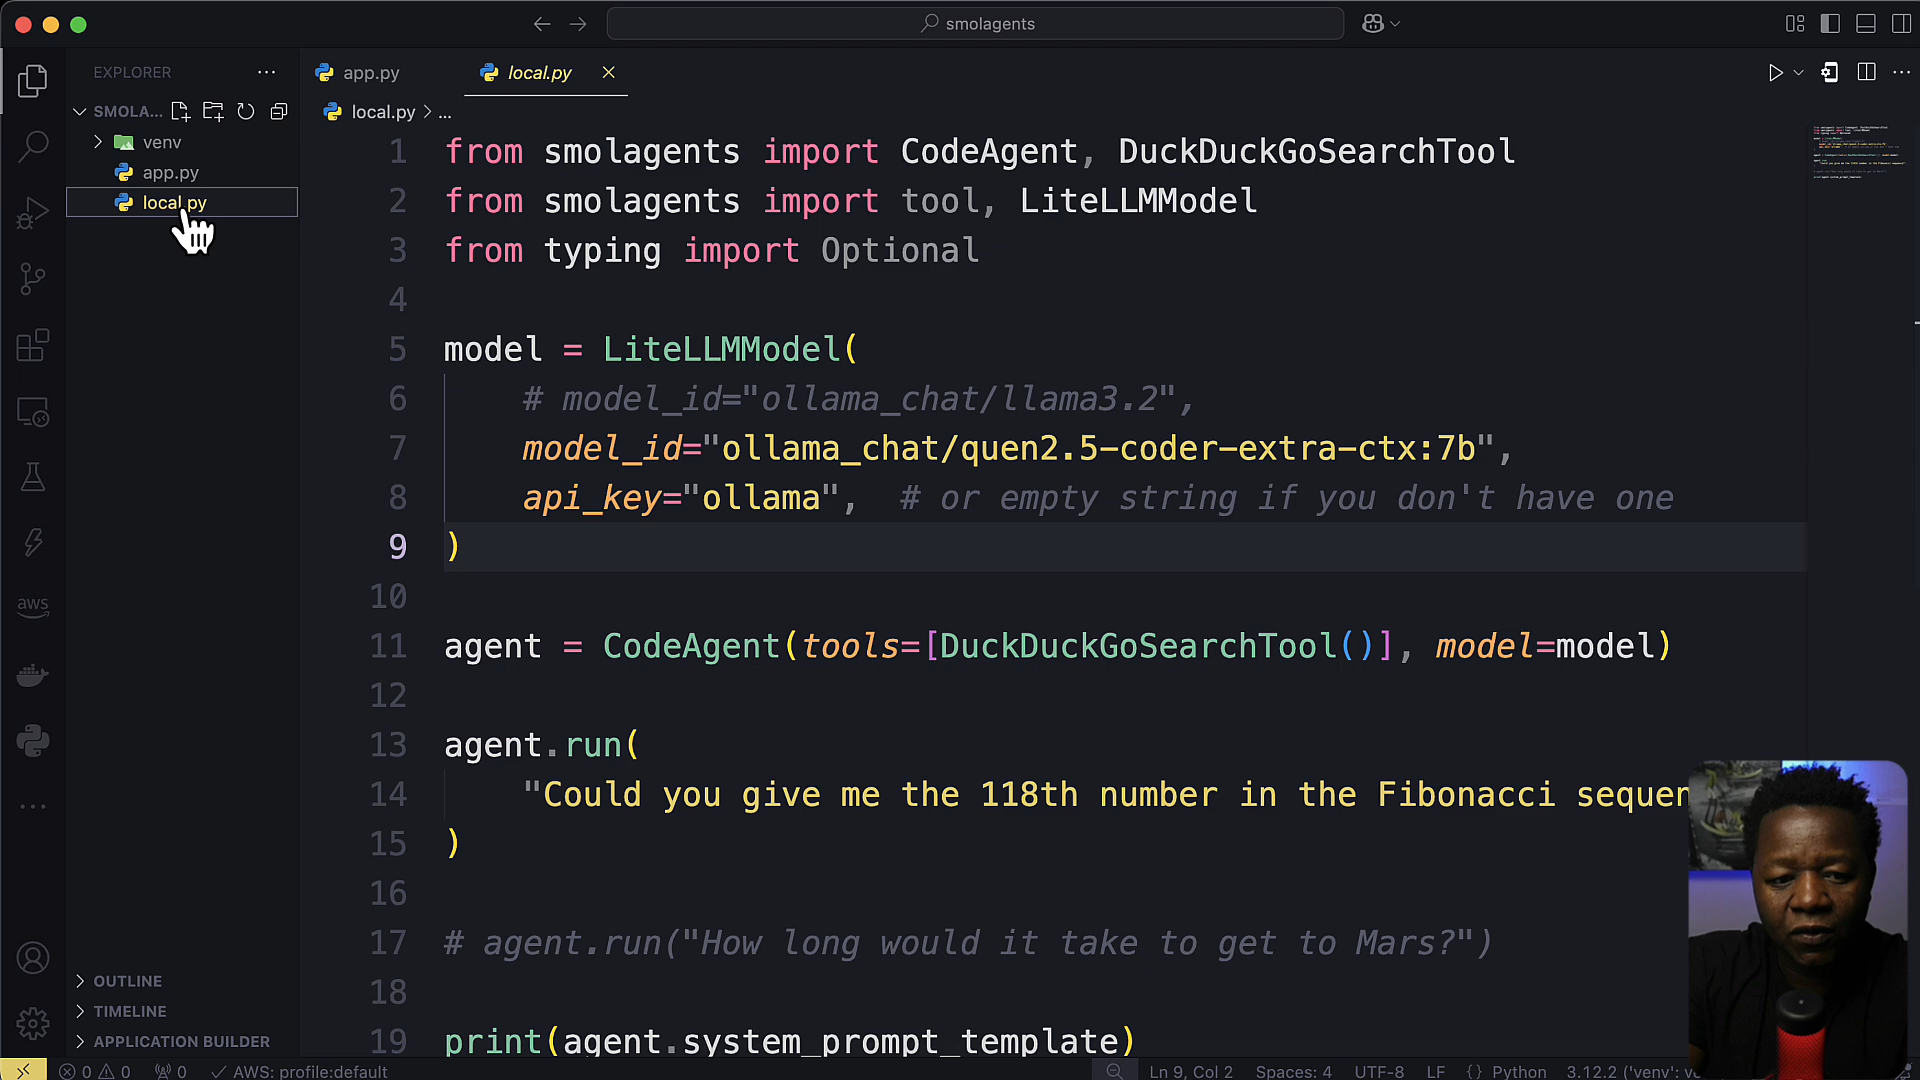 smolagents
EXPLORER
SMOLA...
venv
app.py
local.py
app.py
local.py
local.py > ...
1 from smolagents import CodeAgent, DuckDuckGoSearchTool
2 from smolagents import tool, LiteLLMModel
3 from typing import Optional
4
5 model = LiteLLMModel(
6 # model_id="ollama_chat/llama3.2",
7 model_id="ollama_chat/quen2.5-coder-extra-ctx:7b",
8 api_key="ollama", # or empty string if you don't have one
9 )
10
11 agent = CodeAgent(tools=[DuckDuckGoSearchTool()], model=model)
12
13 agent.run(
14 "Could you give me the 118th number in the Fibonacci sequen
15 )
16
17 # agent.run("How long would it take to get to Mars?")
18
19 print(agent.system_prompt_template)
aws
OUTLINE
TIMELINE
APPLICATION BUILDER
0 0 0 AWS: profile:default Ln 9, Col 2 Spaces: 4 UTF-8 LF {} Python 3.12.2 ('venv': ve